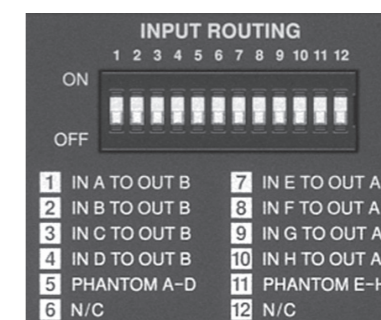 INPUT ROUTING
1 2 3 4 5 6 7 8 9 10 11 12
ON
OFF
1 IN A TO OUT B
2 IN B TO OUT B
3 IN C TO OUT B
4 IN D TO OUT B
5 PHANTOM A–D
6 N/C
7 IN E TO OUT A
8 IN F TO OUT A
9 IN G TO OUT A
10 IN H TO OUT A
11 PHANTOM E–H
12 N/C